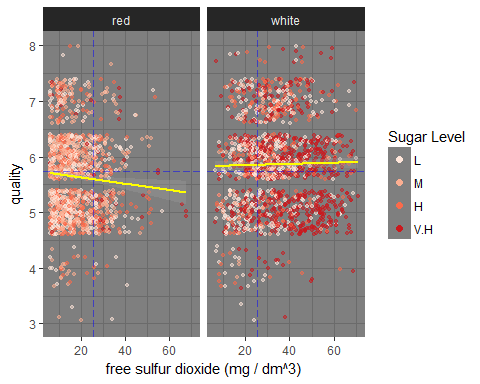 red
white
8
7
6
5
4
3
quality
20
40
60
20
40
60
free sulfur dioxide (mg / dm^3)
Sugar Level
L
M
H
V.H